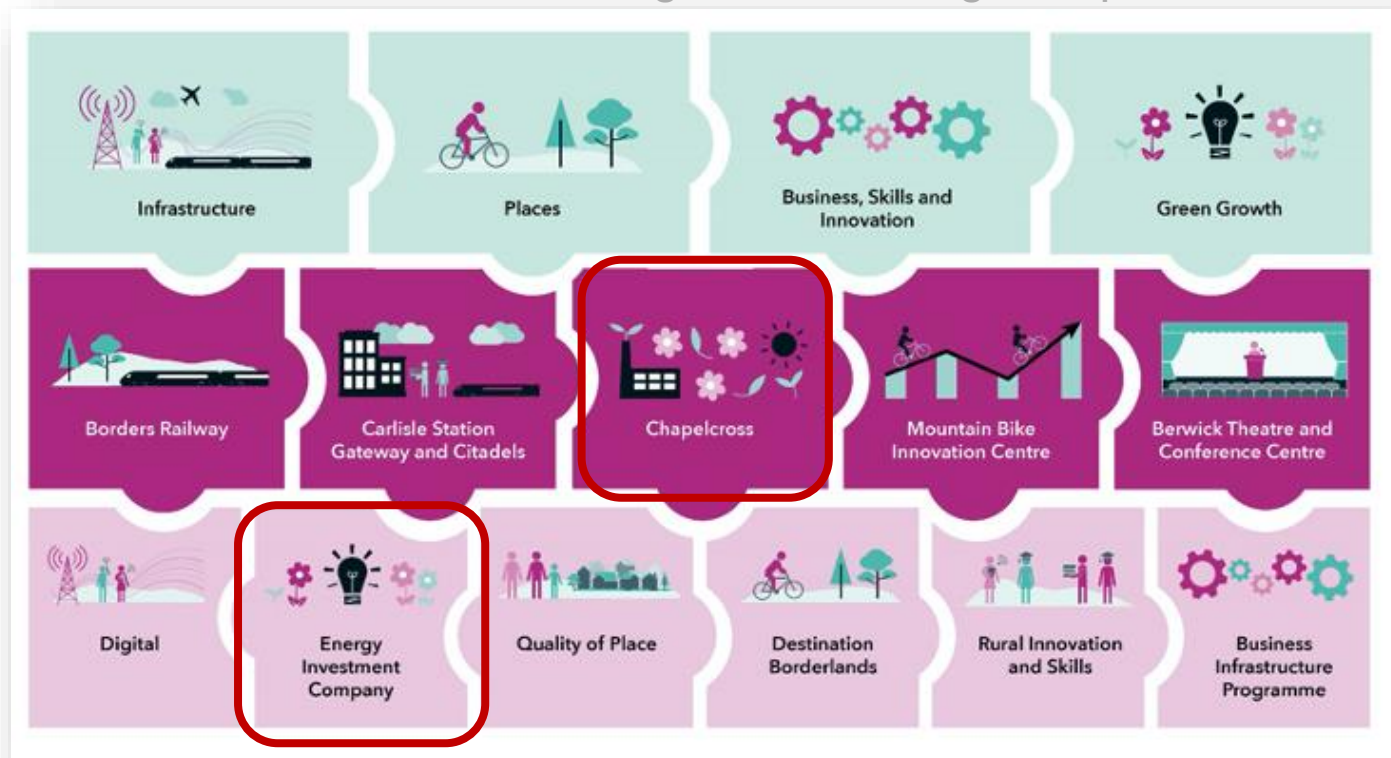 Infrastructure
Places
Business, Skills and
Innovation
Green Growth
Borders Railway
Carlisle Station
Gateway and Citadels
Chapelcross
Mountain Bike
Innovation Centre
Berwick Theatre and
Conference Centre
Digital
Energy
Investment
Company
Quality of Place
Destination
Borderlands
Rural Innovation
and Skills
Business
Infrastructure
Programme